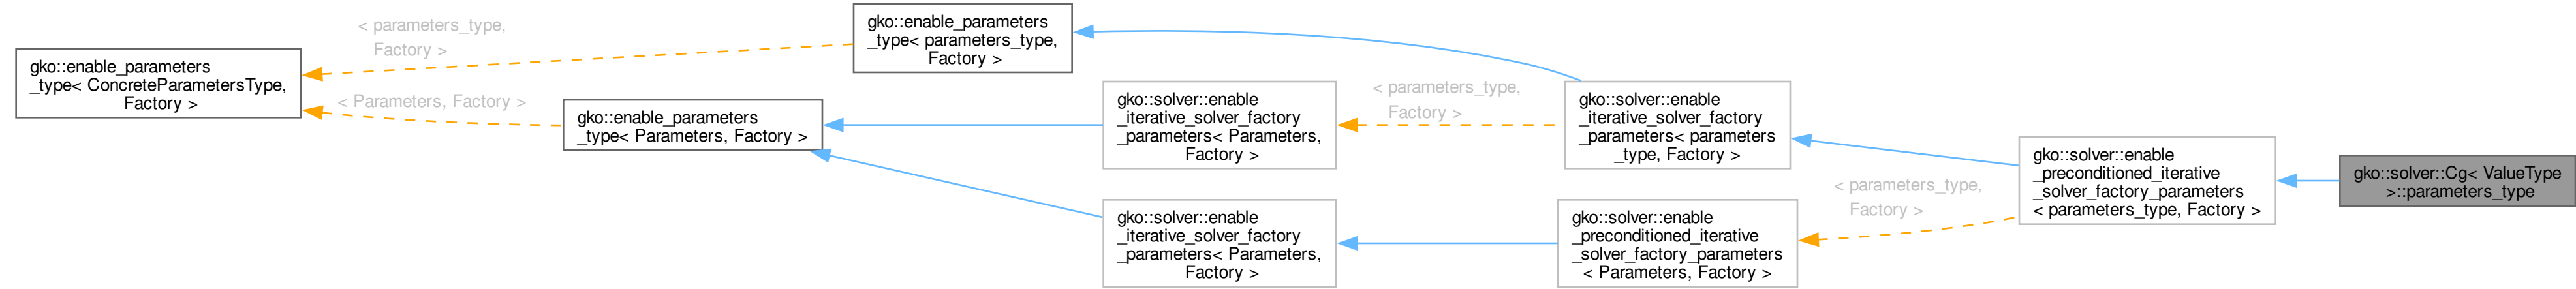 gko::enable_parameters
_type< ConcreteParametersType,
Factory >
< parameters_type,
Factory >
< Parameters, Factory >
gko::enable_parameters
_type< parameters_type,
Factory >
gko::enable_parameters
_type< Parameters, Factory >
gko::solver::enable
_iterative_solver_factory
_parameters< Parameters,
Factory >
gko::solver::enable
_iterative_solver_factory
_parameters< Parameters,
Factory >
< parameters_type,
Factory >
gko::solver::enable
_iterative_solver_factory
_parameters< parameters
_type, Factory >
gko::solver::enable
_preconditioned_iterative
_solver_factory_parameters
< Parameters, Factory >
< parameters_type,
Factory >
gko::solver::enable
_preconditioned_iterative
_solver_factory_parameters
< parameters_type, Factory >
gko::solver::Cg< ValueType
>::parameters_type